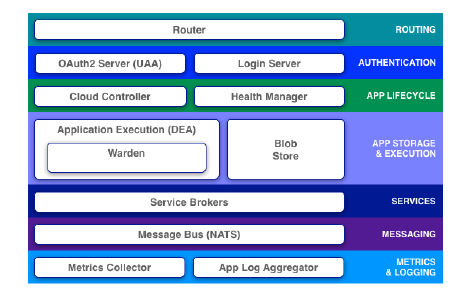 Router
ROUTING
OAuth2 Server (UAA)
Login Server
AUTHENTICATION
Cloud Controller
Health Manager
APP LIFECYCLE
Application Execution (DEA)
Warden
Blob
Store
APP STORAGE
& EXECUTION
Service Brokers
SERVICES
Message Bus (NATS)
MESSAGING
Metrics Collector
App Log Aggregator
METRICS
& LOGGING